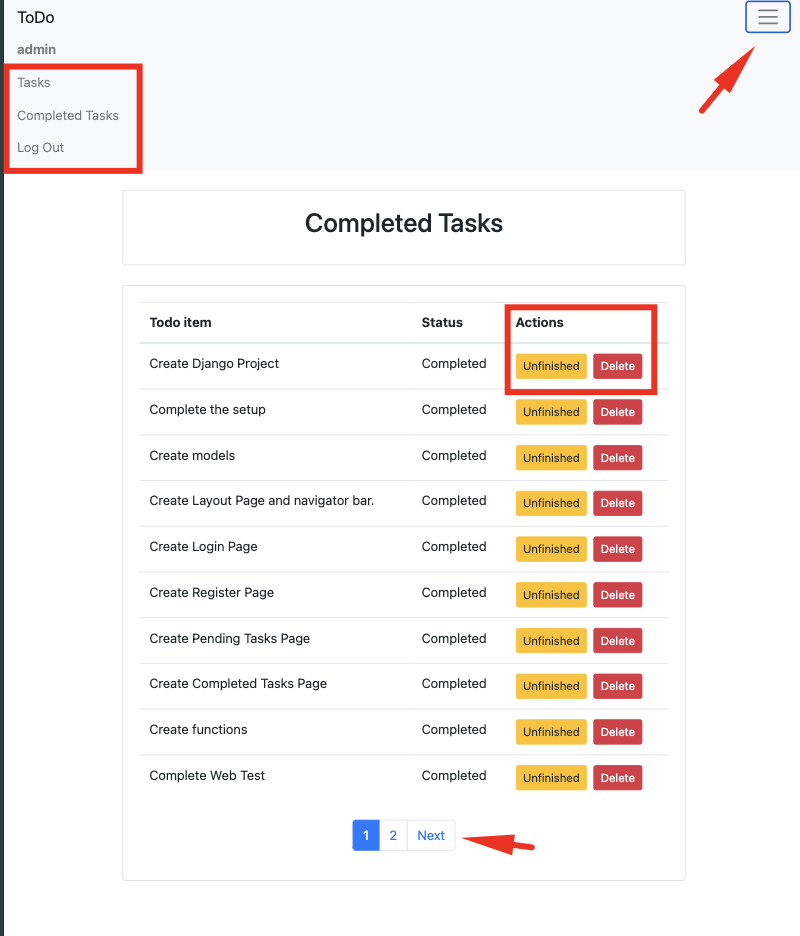 ToDo
admin
Tasks
Completed Tasks
Log Out
Completed Tasks
Todo item Status Actions
Create Django Project Completed Unfinished Delete
Complete the setup Completed Unfinished Delete
Create models Completed Unfinished Delete
Create Layout Page and navigator bar. Completed Unfinished Delete
Create Login Page Completed Unfinished Delete
Create Register Page Completed Unfinished Delete
Create Pending Tasks Page Completed Unfinished Delete
Create Completed Tasks Page Completed Unfinished Delete
Create functions Completed Unfinished Delete
Complete Web Test Completed Unfinished Delete
1 2 Next